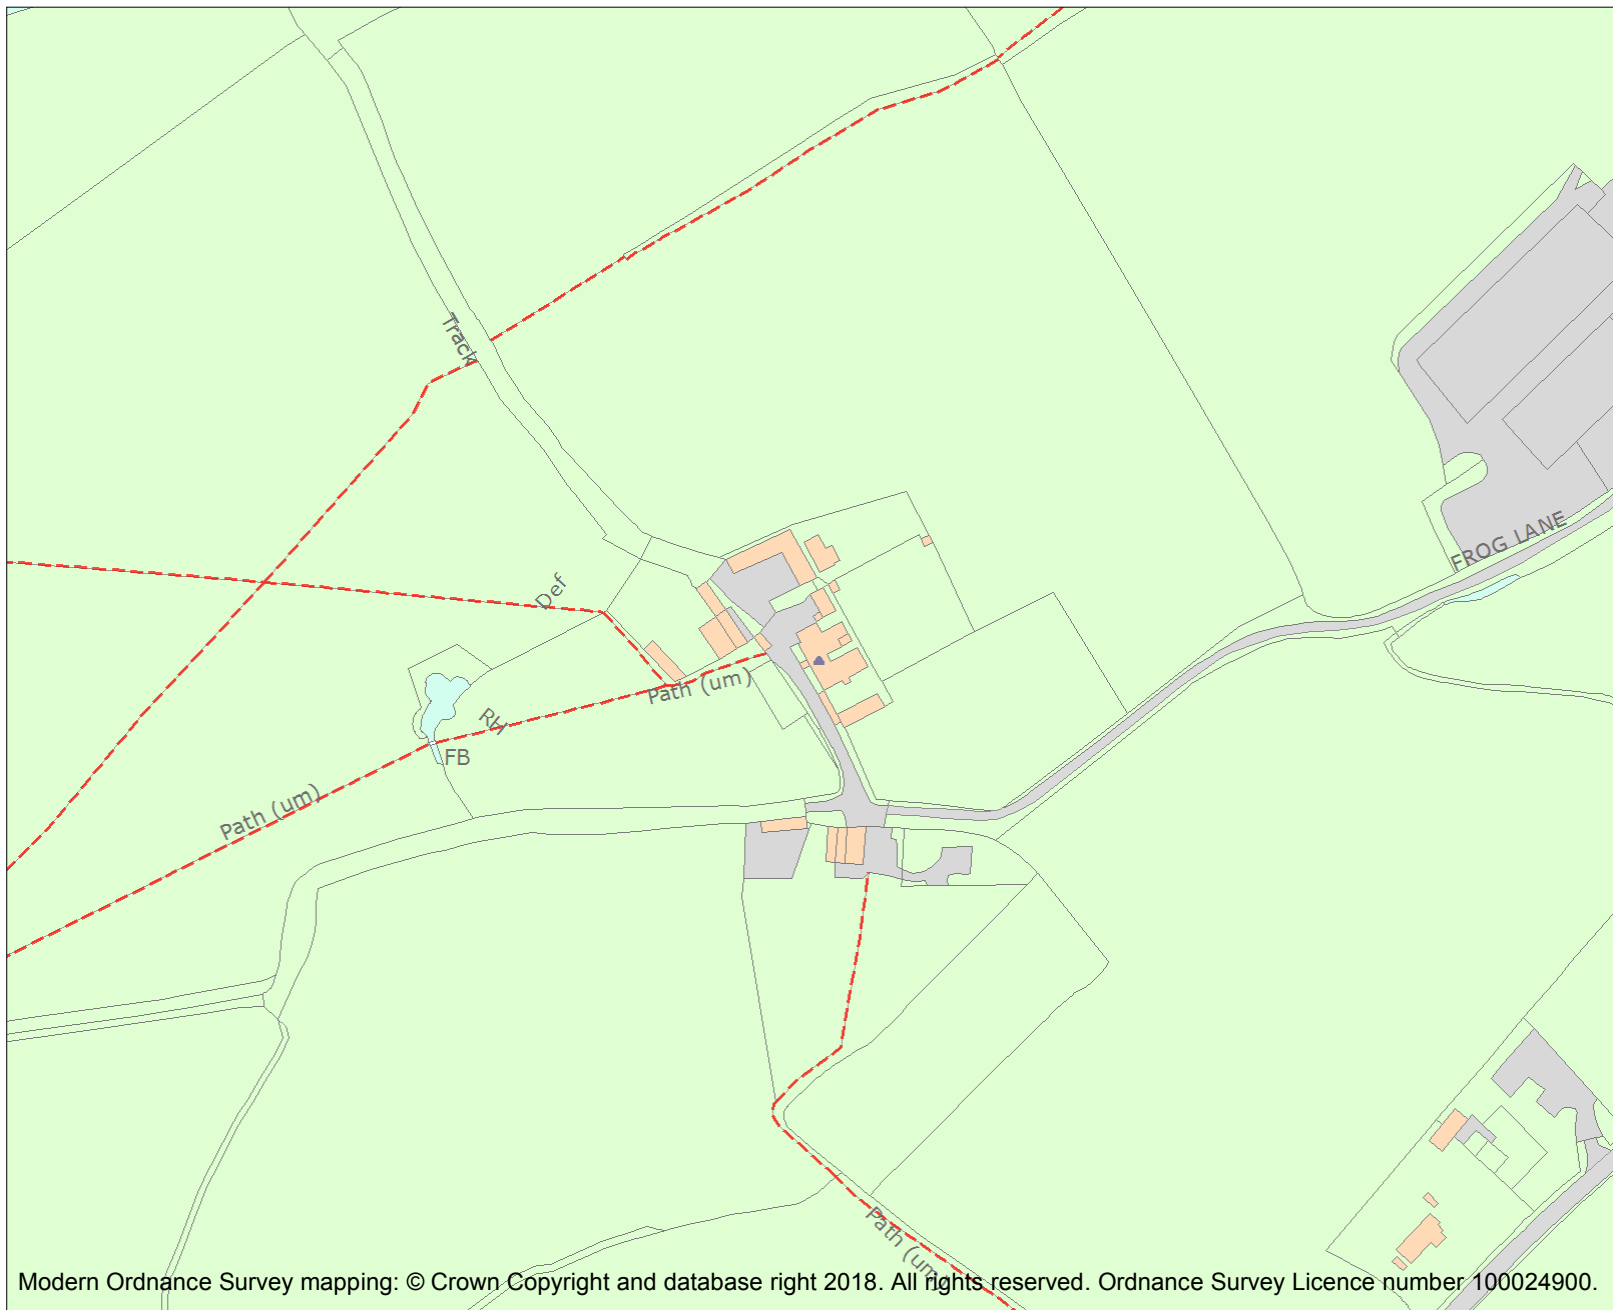 Track
FROG LANE
Def
Path (um)
RH
FB
Path (um)
Path (um)
Modern Ordnance Survey mapping: © Crown Copyright and database right 2018. All rights reserved. Ordnance Survey Licence number 100024900.